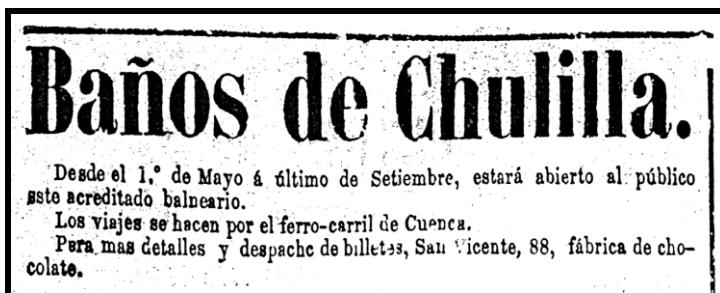 Baños de Chulilla.
Desde el 1.º de Mayo á último de Setiembre, estará abierto al público
este acreditado balneario.
Los viajes se hacen por el ferro-carril de Cuenca.
Para mas detalles y despacho de billetes, San Vicente, 88, fábrica de cho-
colate.